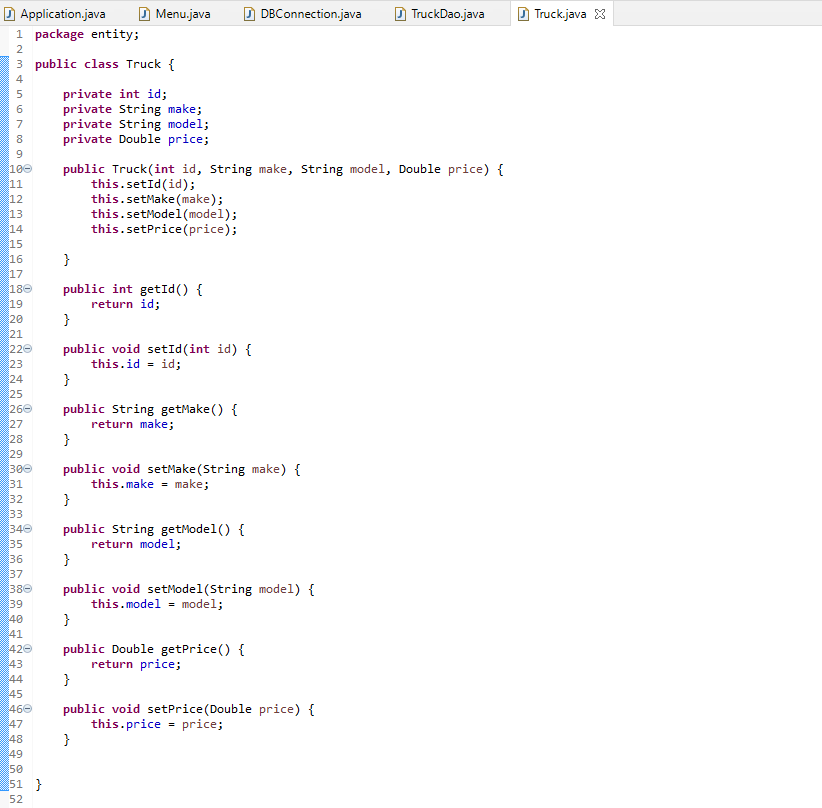 Application.java Menu.java DBConnection.java TruckDao.java Truck.java
1 package entity;
2
3 public class Truck {
4
5     private int id;
6     private String make;
7     private String model;
8     private Double price;
9
10     public Truck(int id, String make, String model, Double price) {
11         this.setId(id);
12         this.setMake(make);
13         this.setModel(model);
14         this.setPrice(price);
15
16     }
17
18     public int getId() {
19         return id;
20     }
21
22     public void setId(int id) {
23         this.id = id;
24     }
25
26     public String getMake() {
27         return make;
28     }
29
30     public void setMake(String make) {
31         this.make = make;
32     }
33
34     public String getModel() {
35         return model;
36     }
37
38     public void setModel(String model) {
39         this.model = model;
40     }
41
42     public Double getPrice() {
43         return price;
44     }
45
46     public void setPrice(Double price) {
47         this.price = price;
48     }
49
50
51 }
52